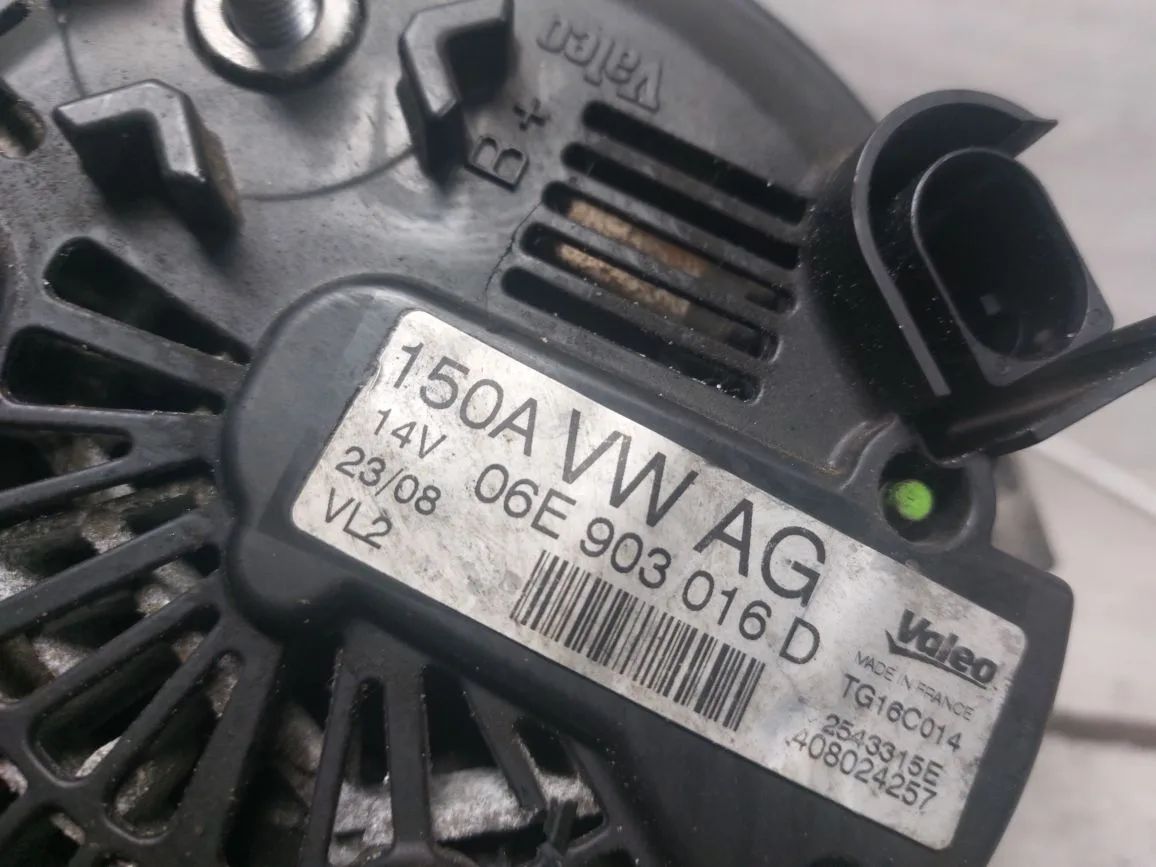 Valeo
B+
150A VW AG
14V 06E 903 016 D
23/08
VL2
Valeo
MADE IN FRANCE
TG16C014
2543315E
408024257